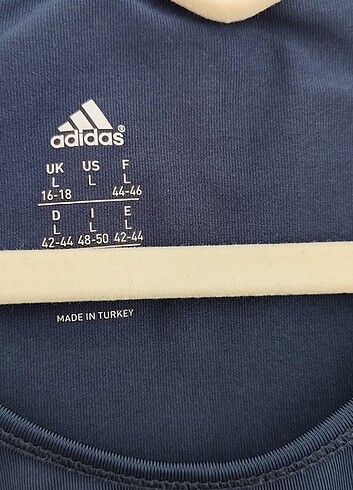 adidas®
UK US F
L L L
16-18 44-46
D I E
L L L
42-44 48-50 42-44
MADE IN TURKEY